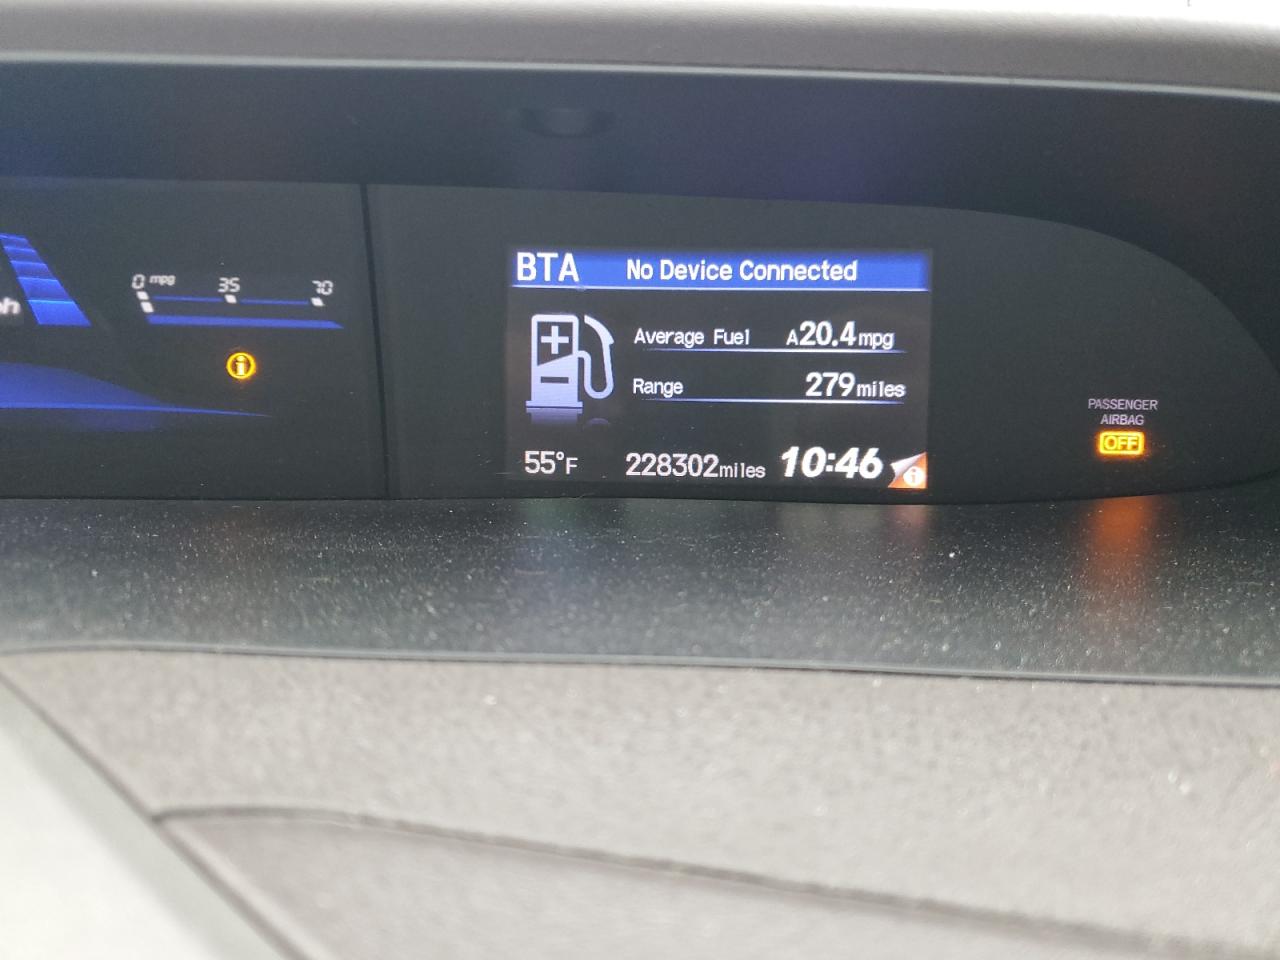 BTA No Device Connected
0 mpg 35 70
Average Fuel A20.4mpg
Range 279miles
PASSENGER
AIRBAG
OFF
55°F 228302miles 10:46